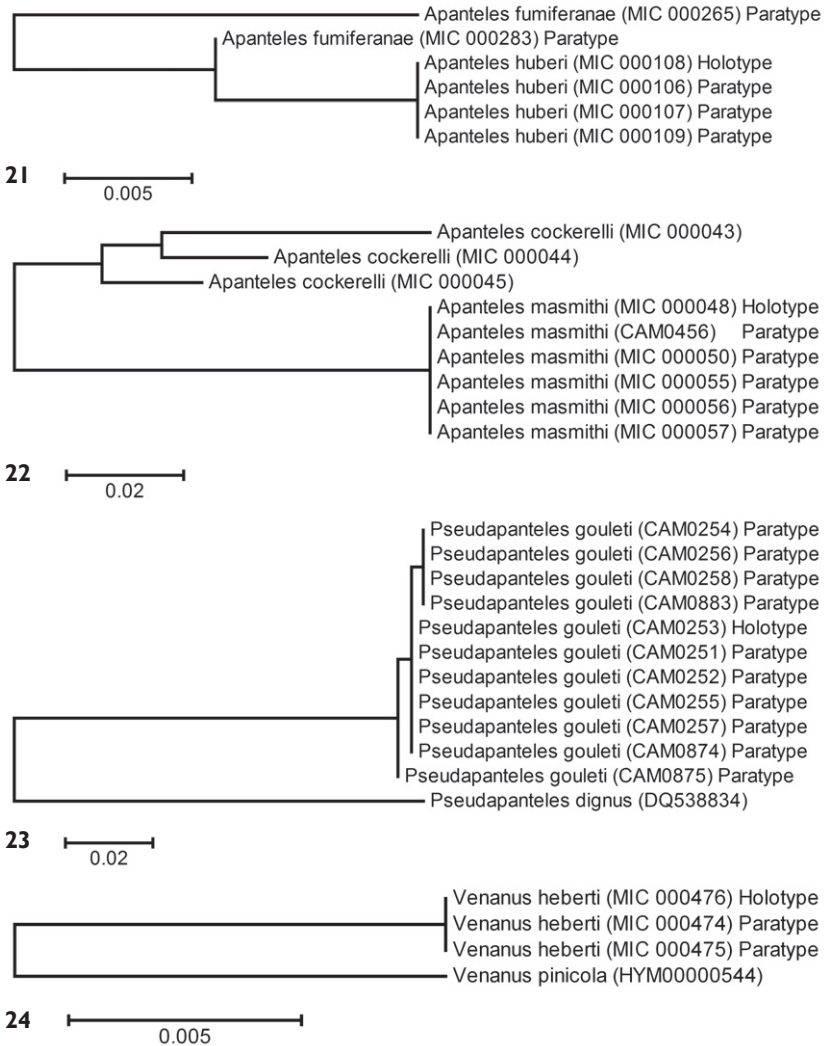 Apanteles fumiferanae (MIC 000265) Paratype
Apanteles fumiferanae (MIC 000283) Paratype
Apanteles huberi (MIC 000108) Holotype
Apanteles huberi (MIC 000106) Paratype
Apanteles huberi (MIC 000107) Paratype
Apanteles huberi (MIC 000109) Paratype
21
0.005
Apanteles cockerelli (MIC 000043)
Apanteles cockerelli (MIC 000044)
Apanteles cockerelli (MIC 000045)
Apanteles masmithi (MIC 000048) Holotype
Apanteles masmithi (CAM0456) Paratype
Apanteles masmithi (MIC 000050) Paratype
Apanteles masmithi (MIC 000055) Paratype
Apanteles masmithi (MIC 000056) Paratype
Apanteles masmithi (MIC 000057) Paratype
22
0.02
Pseudapanteles gouleti (CAM0254) Paratype
Pseudapanteles gouleti (CAM0256) Paratype
Pseudapanteles gouleti (CAM0258) Paratype
Pseudapanteles gouleti (CAM0883) Paratype
Pseudapanteles gouleti (CAM0253) Holotype
Pseudapanteles gouleti (CAM0251) Paratype
Pseudapanteles gouleti (CAM0252) Paratype
Pseudapanteles gouleti (CAM0255) Paratype
Pseudapanteles gouleti (CAM0257) Paratype
Pseudapanteles gouleti (CAM0874) Paratype
Pseudapanteles gouleti (CAM0875) Paratype
Pseudapanteles dignus (DQ538834)
23
0.02
Venanus heberti (MIC 000476) Holotype
Venanus heberti (MIC 000474) Paratype
Venanus heberti (MIC 000475) Paratype
Venanus pinicola (HYM00000544)
24
0.005